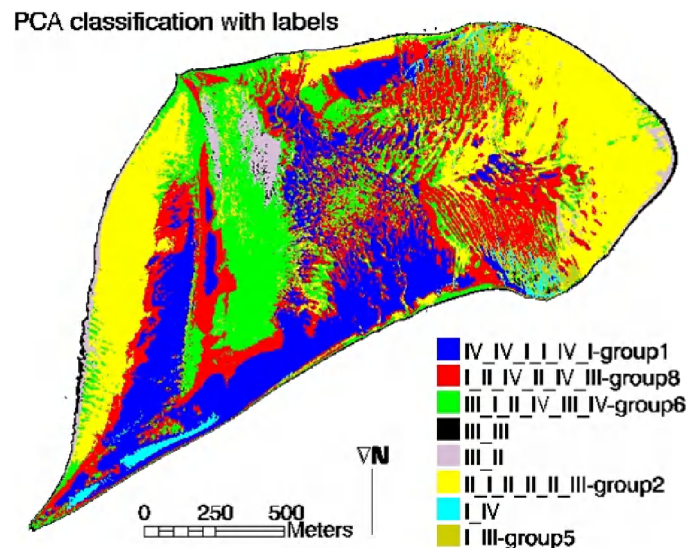 PCA classification with labels
IV_IV_I_I_IV_I-group1
I_II_IV_II_IV_III-group8
III_I_II_IV_III_IV-group6
III_III
III_II
II_I_II_II_II_III-group2
I_IV
I_III-group5
▽N
0 250 500
Meters